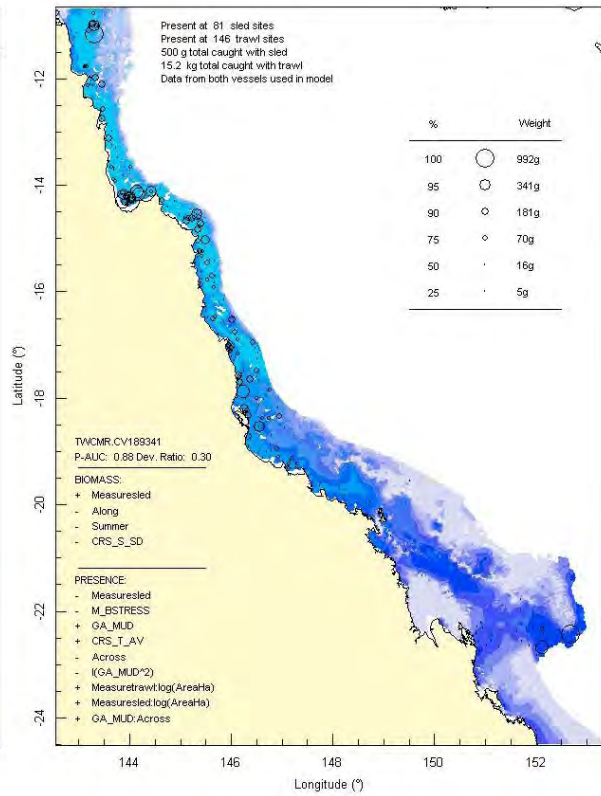 Present at 81 sled sites
Present at 146 trawl sites
500 g total caught with sled
15.2 kg total caught with trawl
Data from both vessels used in model
% Weight
100 992g
95 341g
90 181g
75 70g
50 16g
25 5g
-12
-14
-16
-18
-20
-22
-24
Latitude (°)
TWCMR.CV189341
P-AUC: 0.88 Dev. Ratio: 0.30
BIOMASS:
+ Measuresled
- Along
- Summer
- CRS_S_SD
PRESENCE:
- Measuresled
- M_BSTRESS
+ GA_MUD
+ CRS_T_AV
- Across
- I(GA_MUD^2)
+ Measuretrawl:log(AreaHa)
+ Measuresled:log(AreaHa)
+ GA_MUD:Across
144 146 148 150 152
Longitude (°)